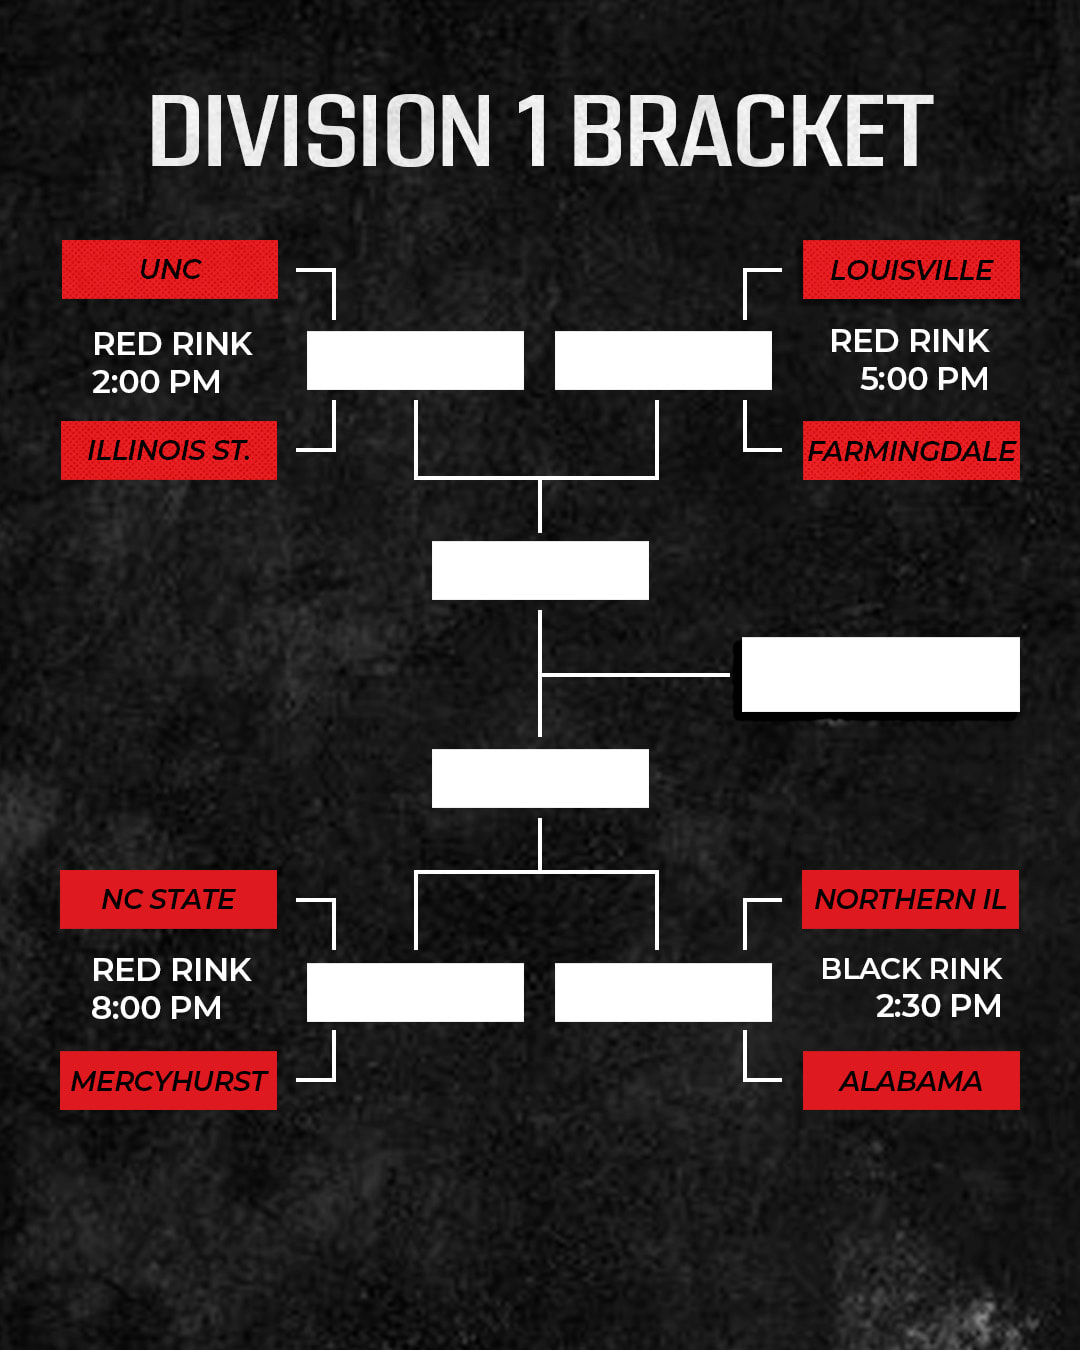 DIVISION 1 BRACKET
UNC
RED RINK
2:00 PM
ILLINOIS ST.
LOUISVILLE
RED RINK
5:00 PM
FARMINGDALE
NC STATE
RED RINK
8:00 PM
MERCYHURST
NORTHERN IL
BLACK RINK
2:30 PM
ALABAMA